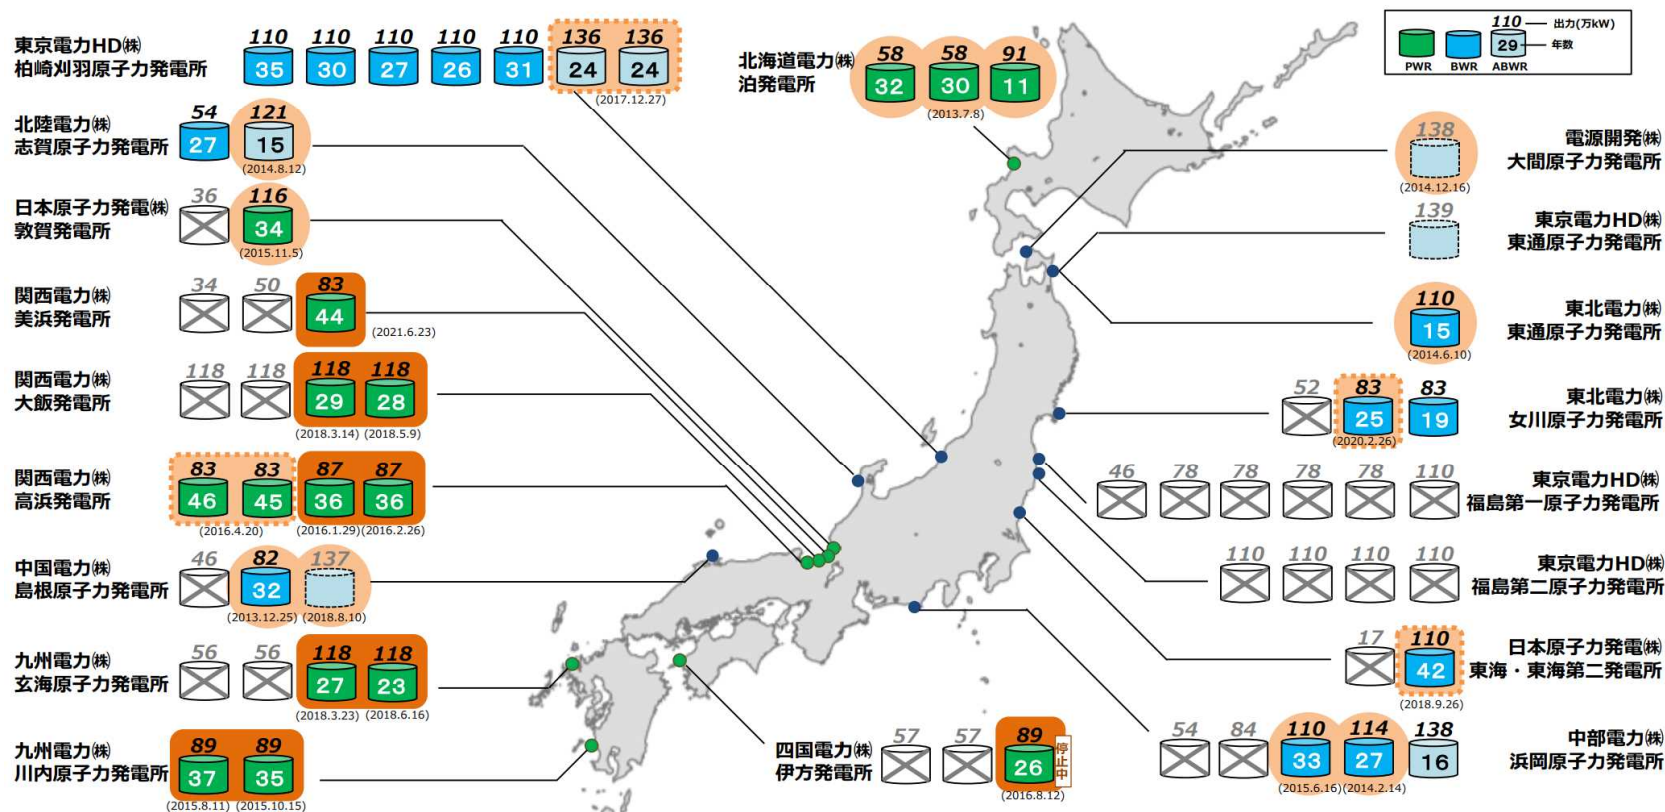 東京電力HD㈱
柏崎刈羽原子力発電所
110 110 110 110 110 136 136
35 30 27 26 31 24 24
(2017.12.27)
北陸電力㈱
志賀原子力発電所
54 121
27 15
(2014.8.12)
日本原子力発電㈱
敦賀発電所
36 116
34
(2015.11.5)
関西電力㈱
美浜発電所
34 50 83
44
(2021.6.23)
関西電力㈱
大飯発電所
118 118 118 118
29 28
(2018.3.14) (2018.5.9)
関西電力㈱
高浜発電所
83 83 87 87
46 45 36 36
(2016.4.20) (2016.1.29) (2016.2.26)
中国電力㈱
島根原子力発電所
46 82 137
32
(2013.12.25) (2018.8.10)
九州電力㈱
玄海原子力発電所
56 56 118 118
27 23
(2018.3.23) (2018.6.16)
九州電力㈱
川内原子力発電所
89 89
37 35
(2015.8.11) (2015.10.15)
北海道電力㈱
泊発電所
58 58 91
32 30 11
(2013.7.8)
四国電力㈱
伊方発電所
57 57 89
26
停止中
(2016.8.12)
110 出力(万kW)
29 年数
PWR BWR ABWR
138
電源開発㈱
大間原子力発電所
(2014.12.16)
139
東京電力HD㈱
東通原子力発電所
110
15
東北電力㈱
東通原子力発電所
(2014.6.10)
52 83 83
25 19
東北電力㈱
女川原子力発電所
(2020.2.26)
46 78 78 78 78 110
東京電力HD㈱
福島第一原子力発電所
110 110 110 110
東京電力HD㈱
福島第二原子力発電所
17 110
42
日本原子力発電㈱
東海・東海第二発電所
(2018.9.26)
54 84 110 114 138
33 27 16
中部電力㈱
浜岡原子力発電所
(2015.6.16) (2014.2.14)